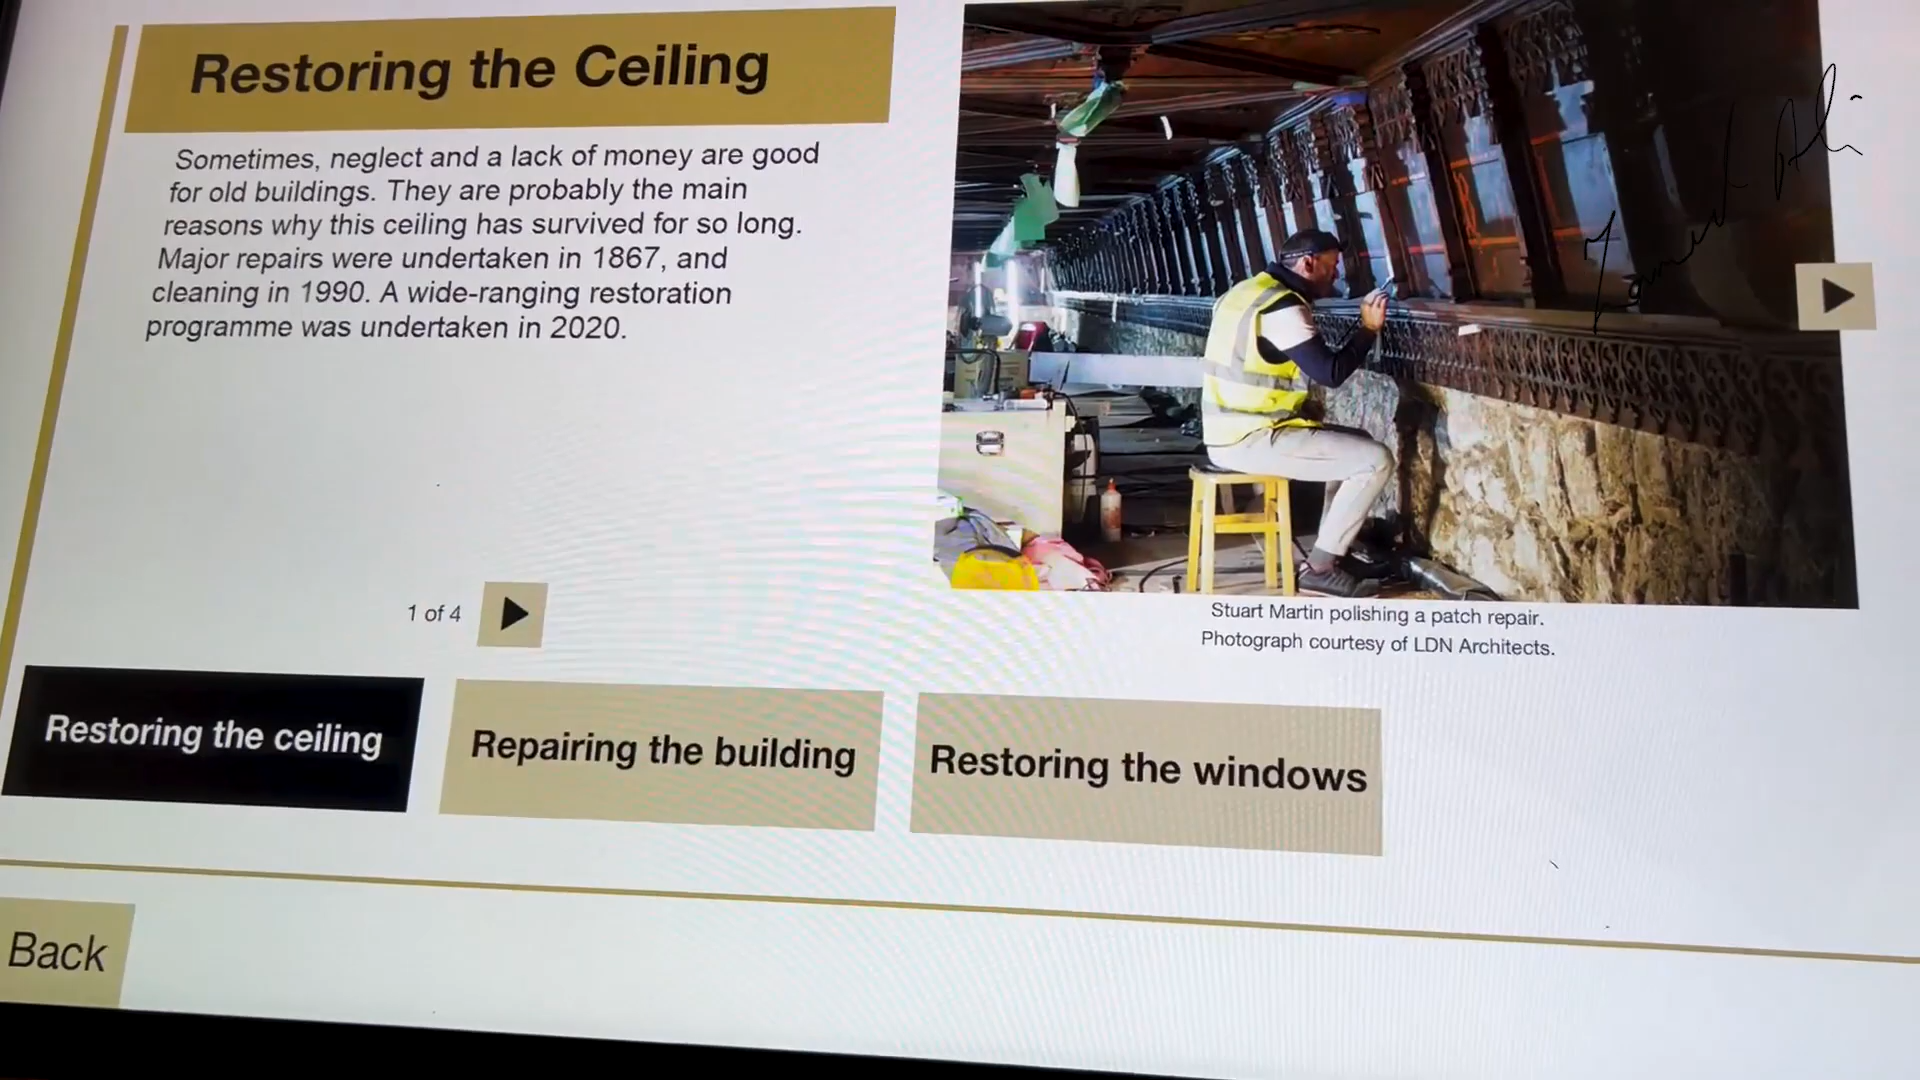 Restoring the Ceiling
Sometimes, neglect and a lack of money are good
for old buildings. They are probably the main
reasons why this ceiling has survived for so long.
Major repairs were undertaken in 1867, and
cleaning in 1990. A wide-ranging restoration
programme was undertaken in 2020.
1 of 4
Stuart Martin polishing a patch repair.
Photograph courtesy of LDN Architects.
Restoring the ceiling
Repairing the building
Restoring the windows
Back